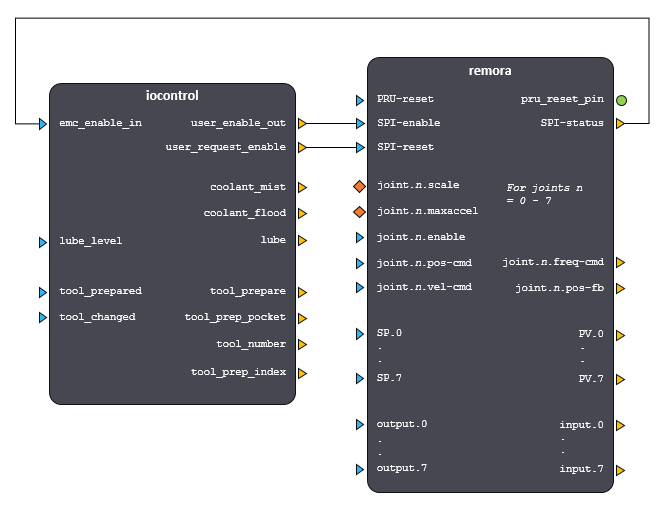 iocontrol
emc_enable_in
user_enable_out
user_request_enable
coolant_mist
coolant_flood
lube_level
lube
tool_prepared
tool_prepare
tool_changed
tool_prep_pocket
tool_number
tool_prep_index
remora
PRU-reset
pru_reset_pin
SPI-enable
SPI-status
SPI-reset
joint.n.scale
For joints n
= 0 - 7
joint.n.maxaccel
joint.n.enable
joint.n.pos-cmd
joint.n.freq-cmd
joint.n.vel-cmd
joint.n.pos-fb
SP.0
PV.0
.
.
.
.
SP.7
PV.7
output.0
input.0
.
.
.
.
output.7
input.7